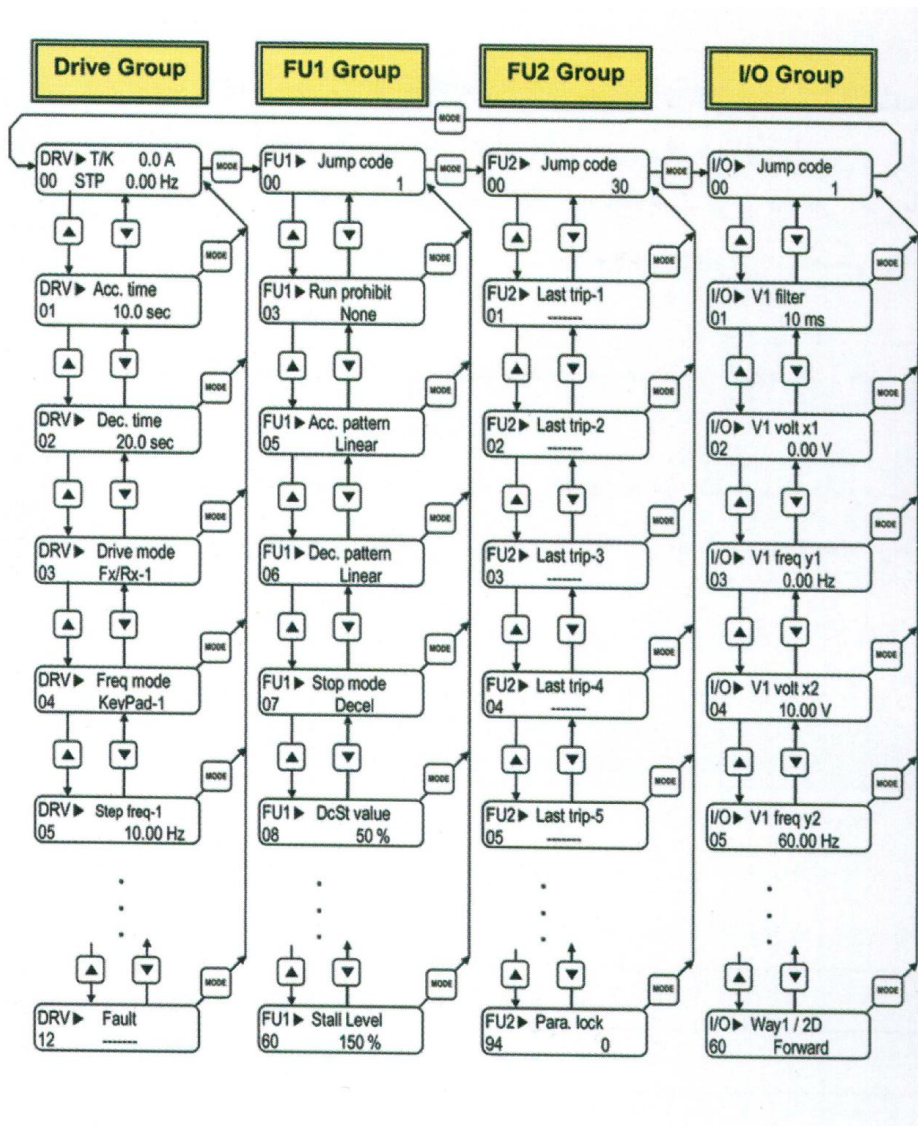 Drive Group
FU1 Group
FU2 Group
I/O Group
MODE
DRV▶ T/K 0.0 A
00 STP 0.00 Hz
MODE
FU1▶ Jump code
00 1
MODE
FU2▶ Jump code
00 30
MODE
I/O▶ Jump code
00 1
MODE
MODE
MODE
MODE
DRV▶ Acc. time
01 10.0 sec
FU1▶ Run prohibit
03 None
FU2▶ Last trip-1
01 -------
I/O▶ V1 filter
01 10 ms
MODE
MODE
MODE
MODE
DRV▶ Dec. time
02 20.0 sec
FU1▶ Acc. pattern
05 Linear
FU2▶ Last trip-2
02 -------
I/O▶ V1 volt x1
02 0.00 V
MODE
MODE
MODE
MODE
DRV▶ Drive mode
03 Fx/Rx-1
FU1▶ Dec. pattern
06 Linear
FU2▶ Last trip-3
03 -------
I/O▶ V1 freq y1
03 0.00 Hz
MODE
MODE
MODE
MODE
DRV▶ Freq mode
04 KeyPad-1
FU1▶ Stop mode
07 Decel
FU2▶ Last trip-4
04 -------
I/O▶ V1 volt x2
04 10.00 V
MODE
MODE
MODE
MODE
DRV▶ Step freq-1
05 10.00 Hz
FU1▶ DcSt value
08 50 %
FU2▶ Last trip-5
05 -------
I/O▶ V1 freq y2
05 60.00 Hz
MODE
MODE
MODE
MODE
DRV▶ Fault
12 -------
FU1▶ Stall Level
60 150 %
FU2▶ Para. lock
94 0
I/O▶ Way1 / 2D
60 Forward